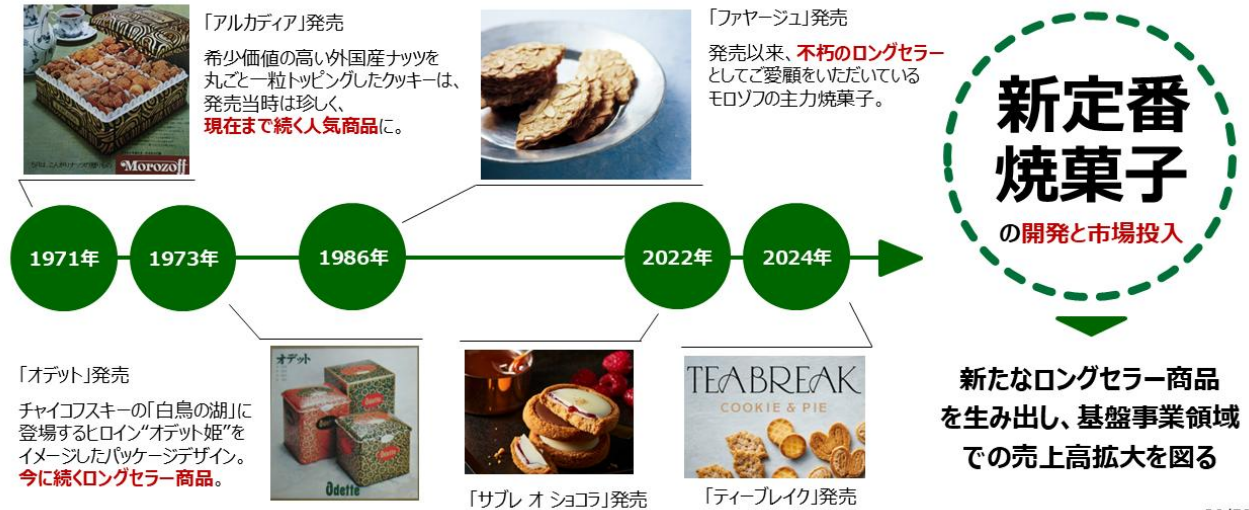 「アルカディア」発売
希少価値の高い外国産ナッツを
丸ごと一粒トッピングしたクッキーは、
発売当時は珍しく、
現在まで続く人気商品に。
Morozoff
「ファヤージュ」発売
発売以来、不朽のロングセラー
としてご愛顧をいただいている
モロゾフの主力焼菓子。
新定番
焼菓子
の開発と市場投入
1971年
1973年
1986年
2022年
2024年
「オデット」発売
チャイコフスキーの「白鳥の湖」に
登場するヒロイン“オデット姫”を
イメージしたパッケージデザイン。
今に続くロングセラー商品。
オデット
Odette
「サブレ オ ショコラ」発売
TEABREAK
COOKIE & PIE
「ティーブレイク」発売
新たなロングセラー商品
を生み出し、基盤事業領域
での売上高拡大を図る